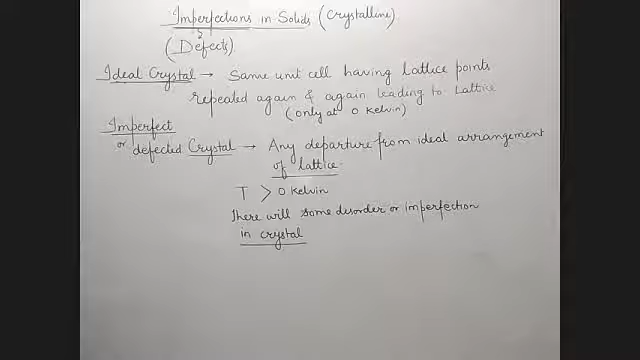 Imperfections in Solids (Crystalline)
(Defects)
Ideal Crystal → Same unit cell having Lattice points
repeated again & again leading to Lattice
(only at 0 Kelvin)
Imperfect
or defected Crystal → Any departure from ideal arrangement
of lattice.
T > 0 Kelvin
There will some disorder or imperfection
in crystal